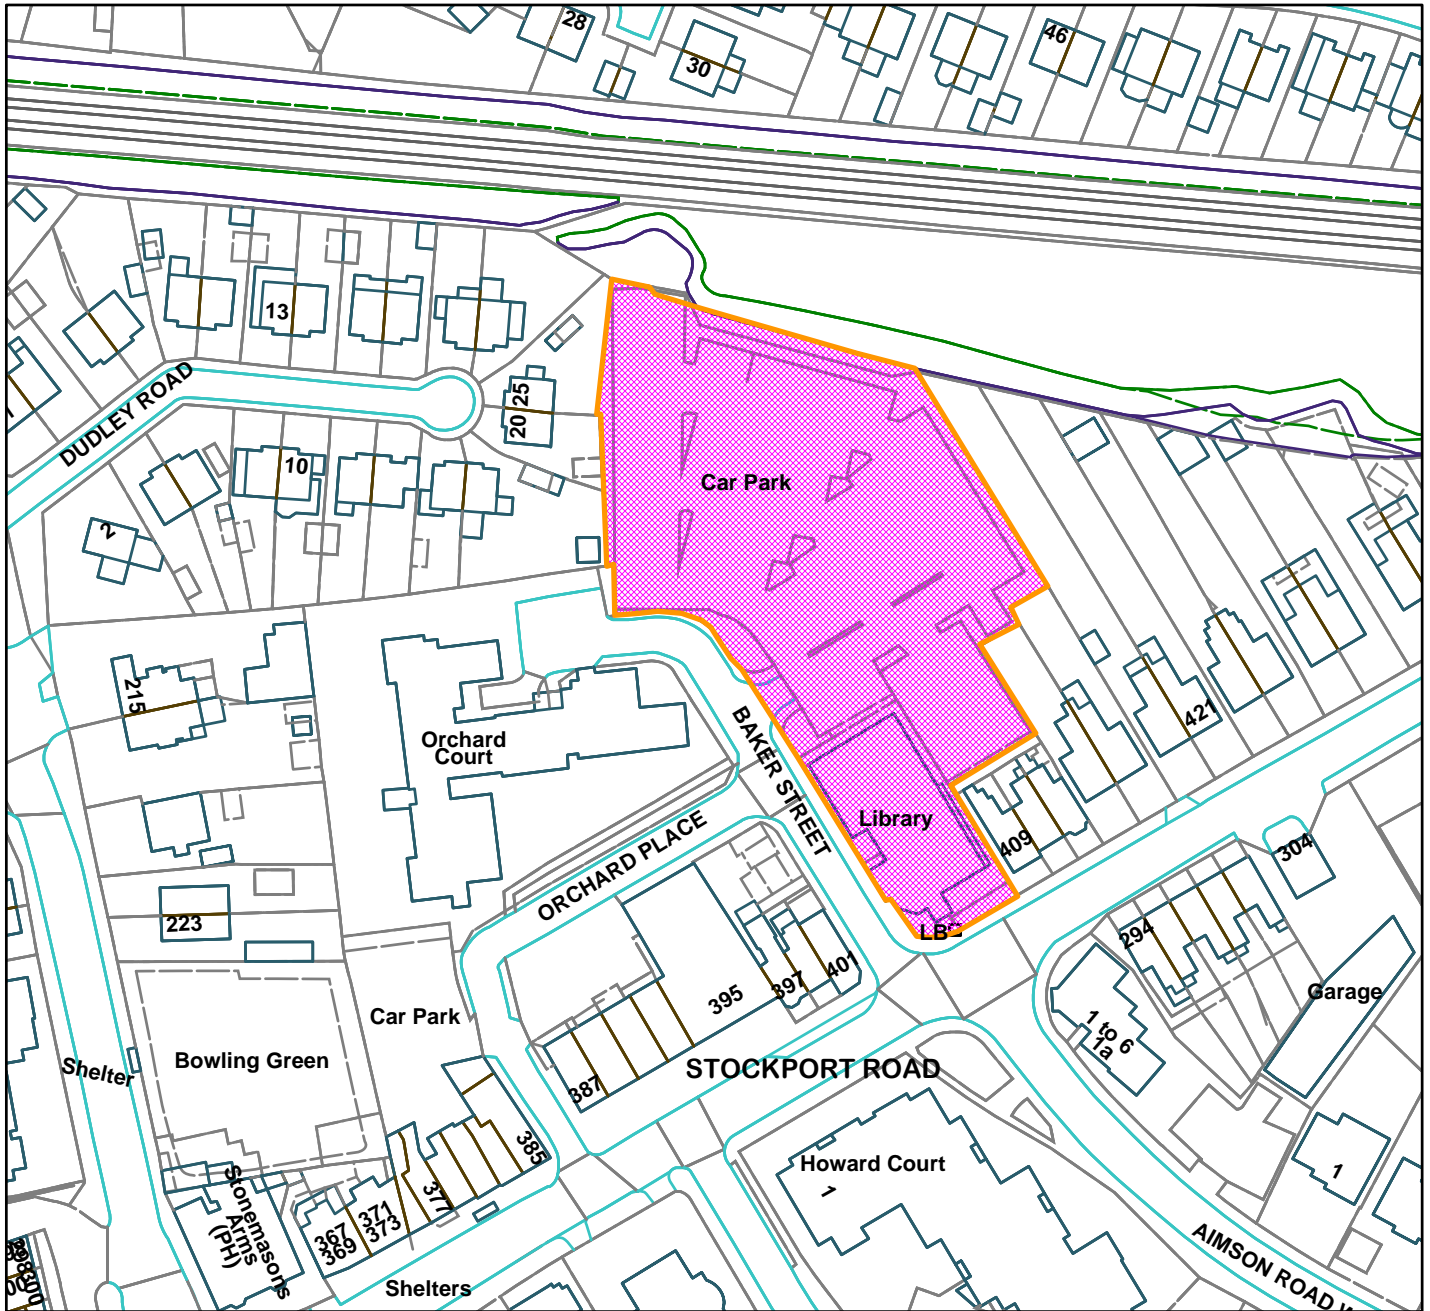 28
46
30
13
DUDLEY ROAD
20 25
10
2
Car Park
215
Orchard
Court
BAKER STREET
421
Library
409
ORCHARD PLACE
304
223
LB
294
401
397
395
Garage
Car Park
1 to 6
1a
Bowling Green
Shelter
STOCKPORT ROAD
387
385
Howard Court
1
1
377
371
373
367
369
Stonemasons
Arms
(PH)
AIMSON ROAD
Shelters
300